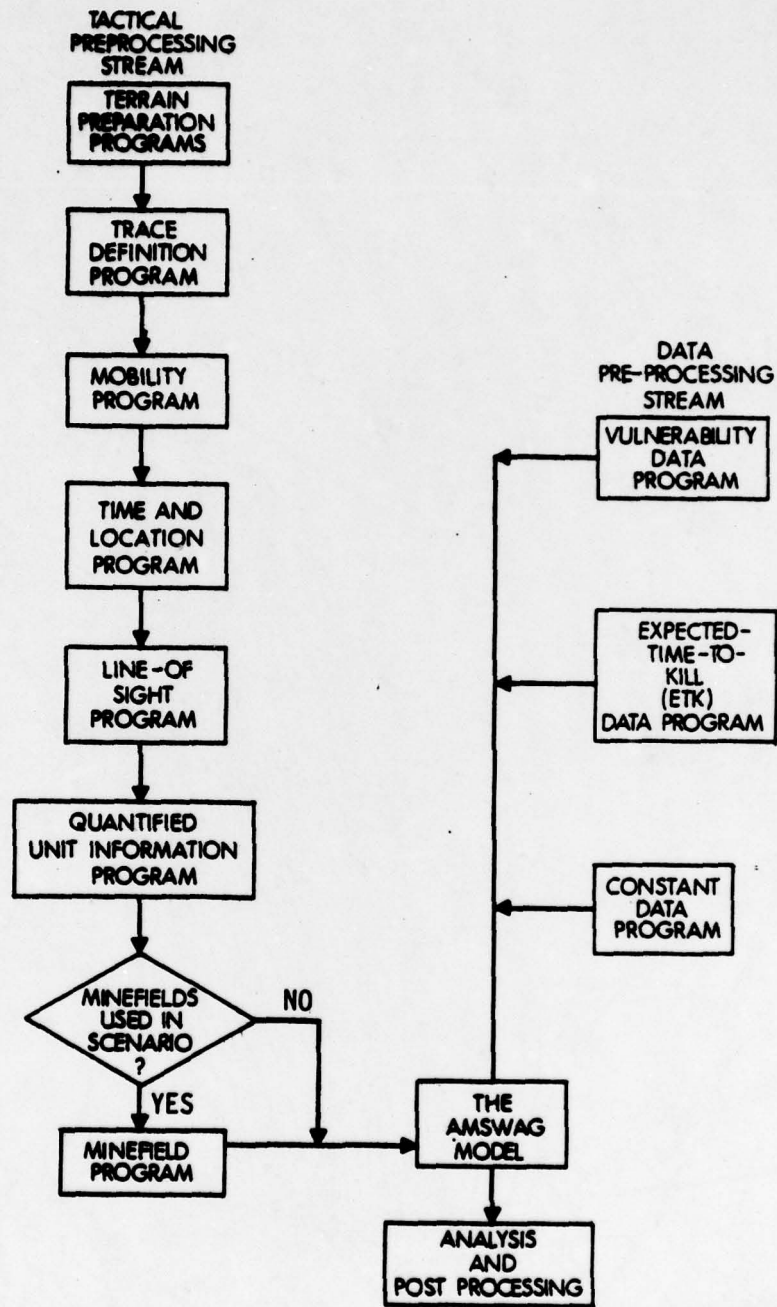 TACTICAL
PREPROCESSING
STREAM
TERRAIN
PREPARATION
PROGRAMS
TRACE
DEFINITION
PROGRAM
MOBILITY
PROGRAM
TIME AND
LOCATION
PROGRAM
LINE-OF
SIGHT
PROGRAM
QUANTIFIED
UNIT INFORMATION
PROGRAM
MINEFIELDS
USED IN
SCENARIO
?
NO
YES
MINEFIELD
PROGRAM
DATA
PRE-PROCESSING
STREAM
VULNERABILITY
DATA
PROGRAM
EXPECTED-
TIME-TO-
KILL
(ETK)
DATA PROGRAM
CONSTANT
DATA
PROGRAM
THE
AMSWAG
MODEL
ANALYSIS
AND
POST PROCESSING